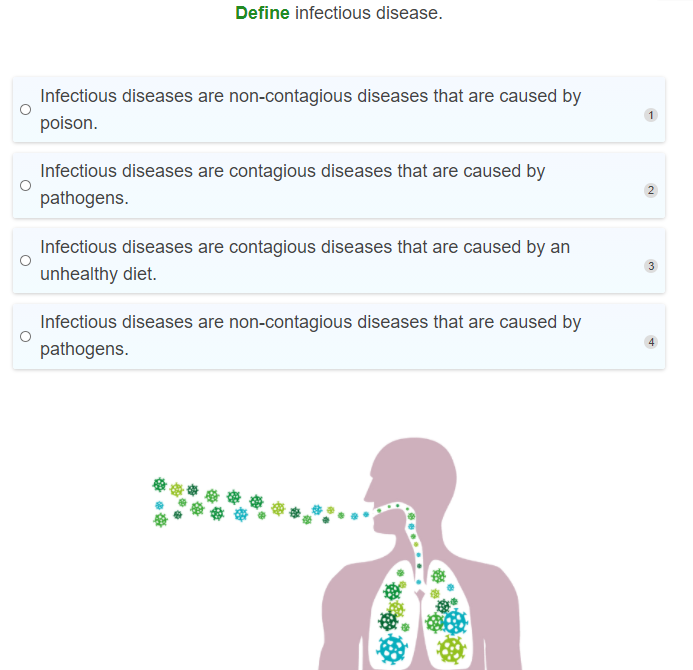 Define infectious disease.
Infectious diseases are non-contagious diseases that are caused by
poison.
1
Infectious diseases are contagious diseases that are caused by
pathogens.
2
Infectious diseases are contagious diseases that are caused by an
unhealthy diet.
3
Infectious diseases are non-contagious diseases that are caused by
pathogens.
4